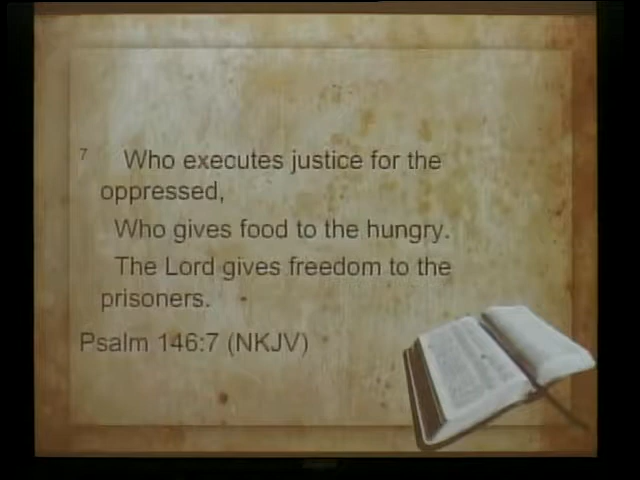 7 Who executes justice for the
oppressed,
Who gives food to the hungry.
The Lord gives freedom to the
prisoners.
Psalm 146:7 (NKJV)